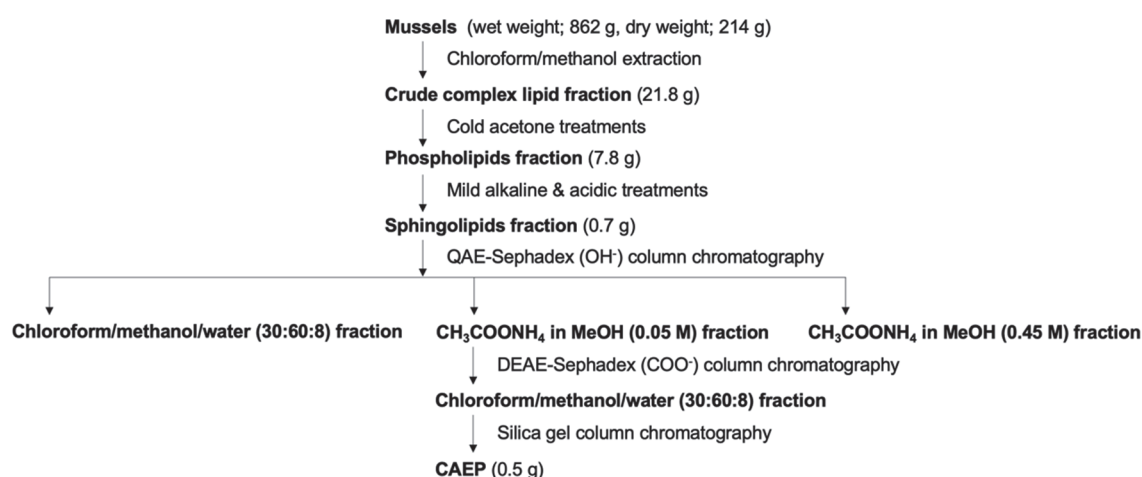 Mussels (wet weight; 862 g, dry weight; 214 g)
Chloroform/methanol extraction
Crude complex lipid fraction (21.8 g)
Cold acetone treatments
Phospholipids fraction (7.8 g)
Mild alkaline & acidic treatments
Sphingolipids fraction (0.7 g)
QAE-Sephadex (OH⁻) column chromatography
Chloroform/methanol/water (30:60:8) fraction
CH₃COONH₄ in MeOH (0.05 M) fraction
CH₃COONH₄ in MeOH (0.45 M) fraction
DEAE-Sephadex (COO⁻) column chromatography
Chloroform/methanol/water (30:60:8) fraction
Silica gel column chromatography
CAEP (0.5 g)